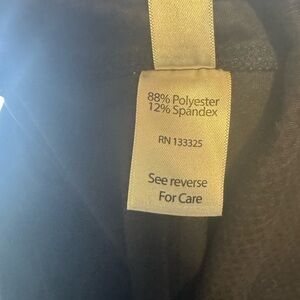 88% Polyester
12% Spandex
RN 133325
See reverse
For Care